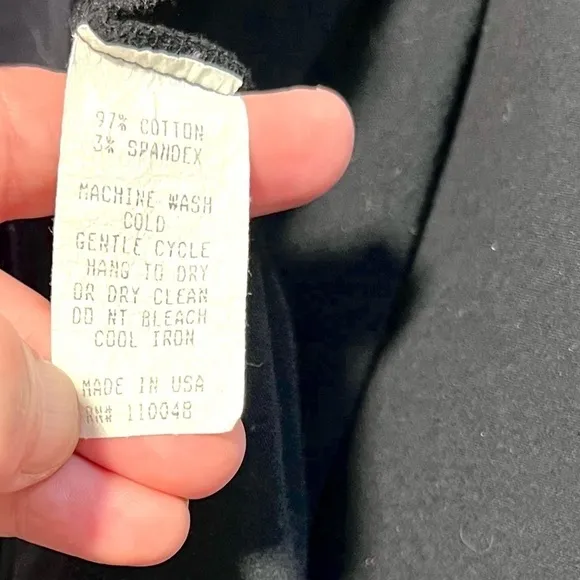 97% COTTON
3% SPANDEX
MACHINE WASH
COLD
GENTLE CYCLE
HANG TO DRY
OR DRY CLEAN
DO NT BLEACH
COOL IRON
MADE IN USA
RN# 110048